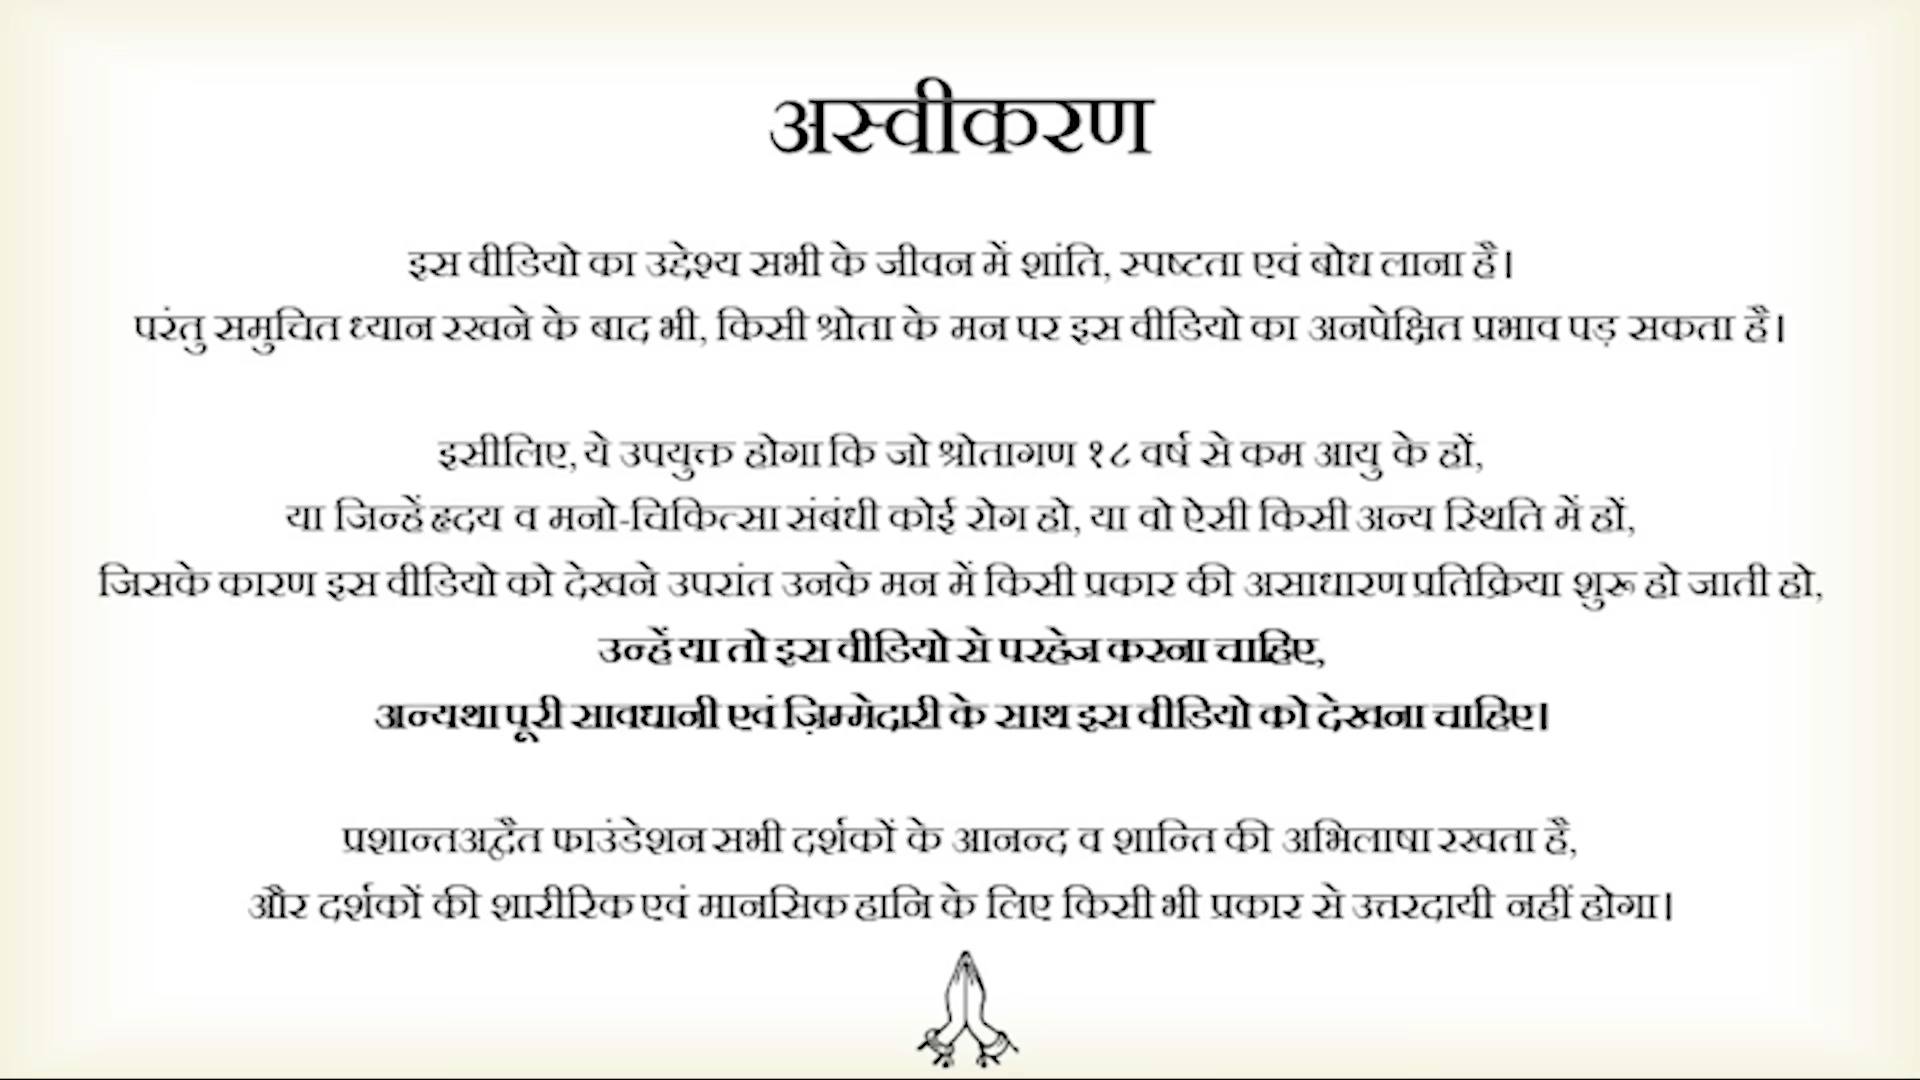 अस्वीकरण
इस वीडियो का उद्देश्य सभी के जीवन में शांति, स्पष्टता एवं बोध लाना है।
परंतु समुचित ध्यान रखने के बाद भी, किसी श्रोता के मन पर इस वीडियो का अनपेक्षित प्रभाव पड़ सकता है।
इसीलिए, ये उपयुक्त होगा कि जो श्रोतागण १८ वर्ष से कम आयु के हों,
या जिन्हें हृदय व मनो-चिकित्सा संबंधी कोई रोग हो, या वो ऐसी किसी अन्य स्थिति में हों,
जिसके कारण इस वीडियो को देखने उपरांत उनके मन में किसी प्रकार की असाधारण प्रतिक्रिया शुरू हो जाती हो,
उन्हें या तो इस वीडियो से परहेज करना चाहिए,
अन्यथा पूरी सावधानी एवं ज़िम्मेदारी के साथ इस वीडियो को देखना चाहिए।
प्रशान्तअद्वैत फाउंडेशन सभी दर्शकों के आनन्द व शान्ति की अभिलाषा रखता है,
और दर्शकों की शारीरिक एवं मानसिक हानि के लिए किसी भी प्रकार से उत्तरदायी नहीं होगा।